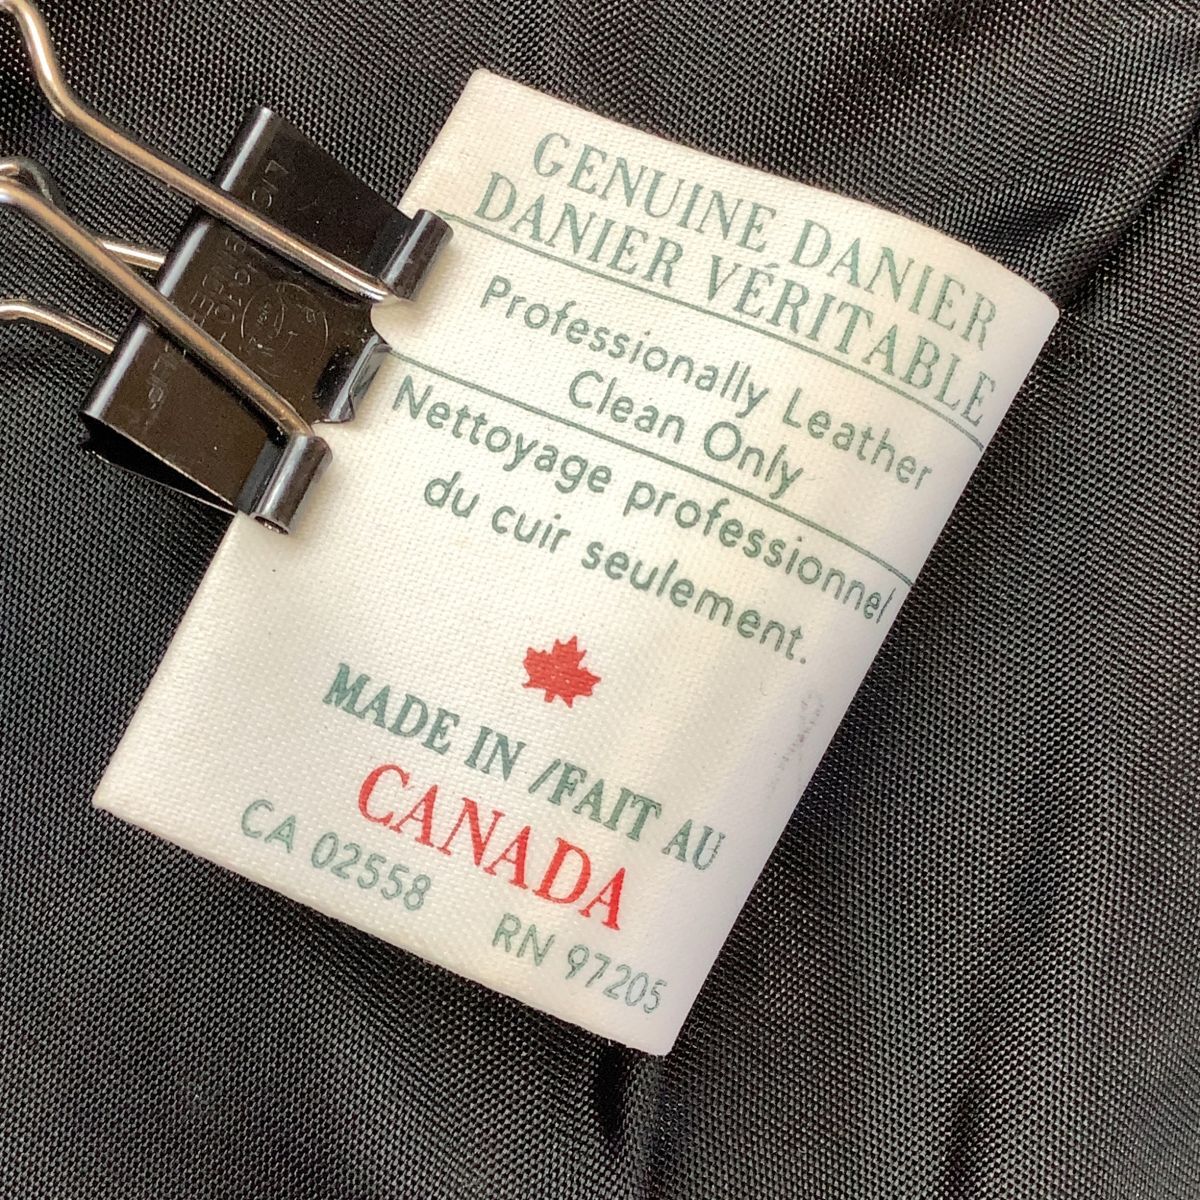 GENUINE DANIER
DANIER VÉRITABLE
Professionally Leather
Clean Only
Nettoyage professionnel
du cuir seulement.
MADE IN /FAIT AU
CANADA
CA 02558 RN 97205